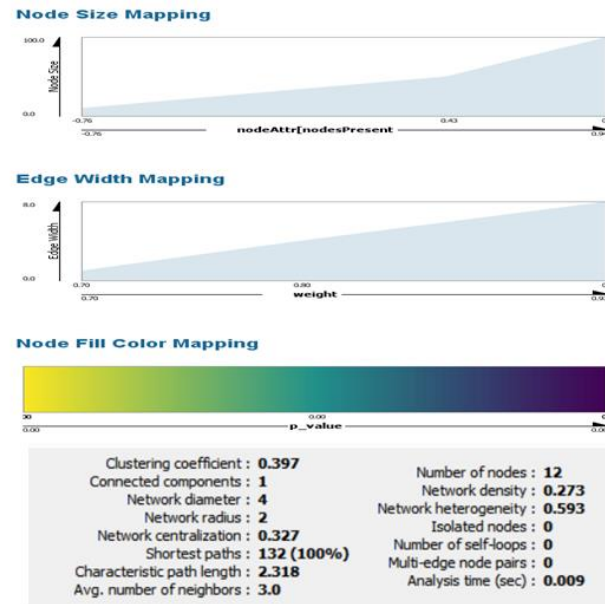 Node Size Mapping
100.0
Node Size
0.0
-0.76
0.43
-0.76
nodeAttr[nodesPresent
Edge Width Mapping
8.0
Edge Width
0.0
0.70
0.80
0.70
weight
Node Fill Color Mapping
0.00
0.00
p_value
Clustering coefficient : 0.397
Connected components : 1
Network diameter : 4
Network radius : 2
Network centralization : 0.327
Shortest paths : 132 (100%)
Characteristic path length : 2.318
Avg. number of neighbors : 3.0
Number of nodes : 12
Network density : 0.273
Network heterogeneity : 0.593
Isolated nodes : 0
Number of self-loops : 0
Multi-edge node pairs : 0
Analysis time (sec) : 0.009